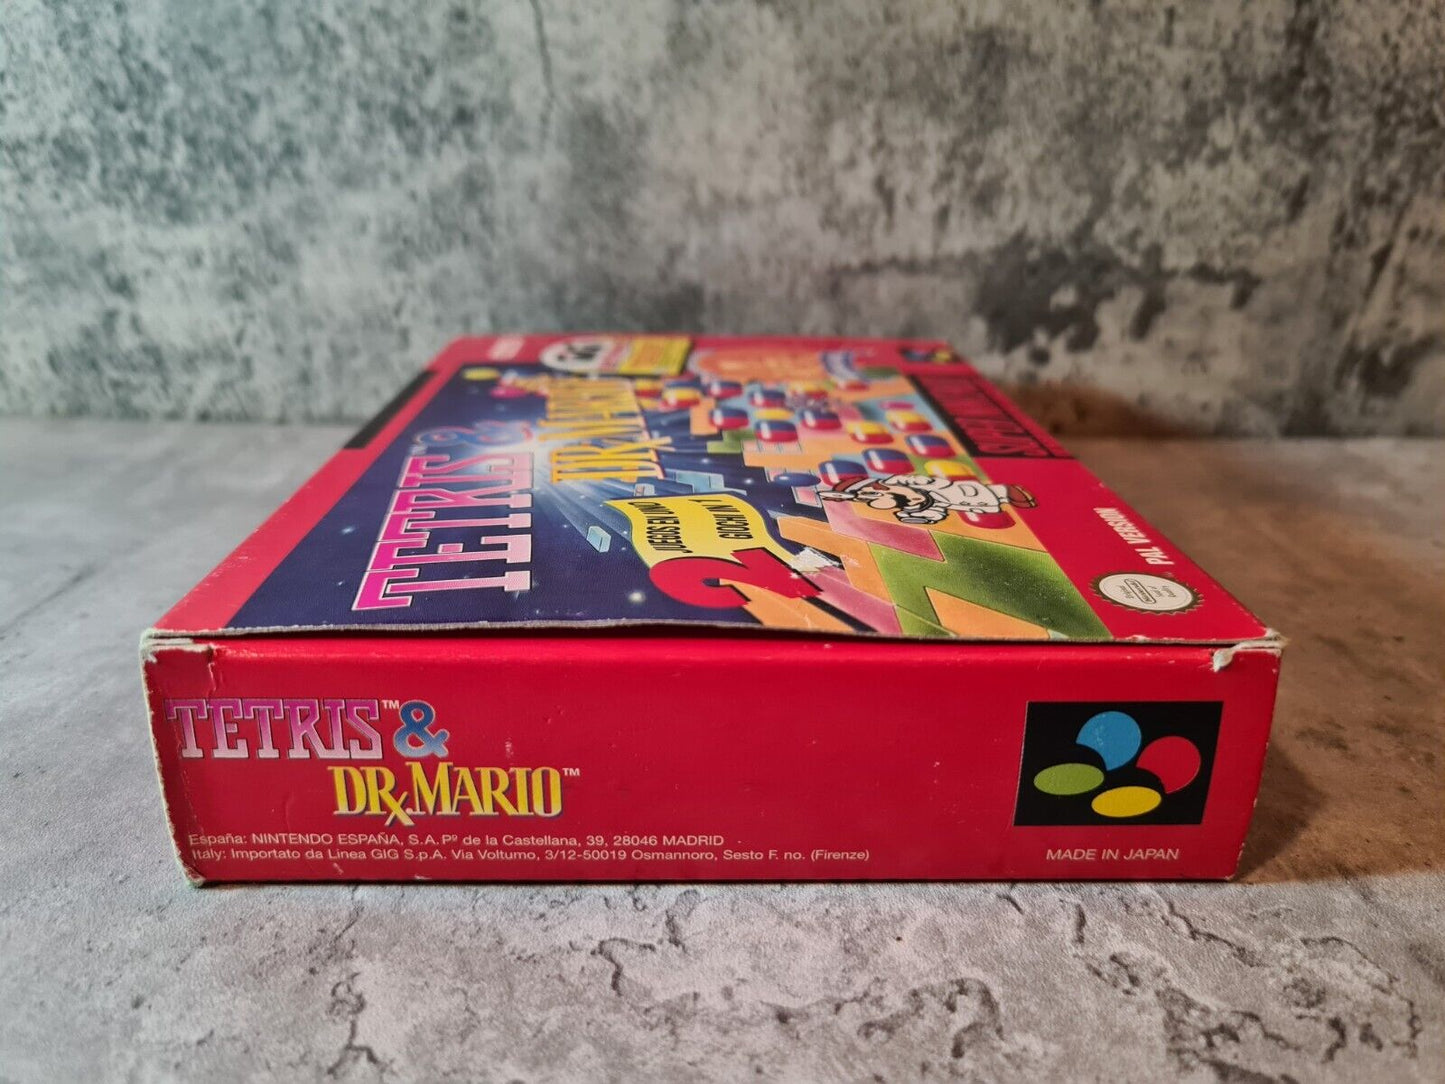 TETRIS &
DR. MARIO
2 JUEGOS EN UNO
GIOCHI IN 1
PAL VERSION
Nintendo
TETRIS™ &
DR. MARIO™
España: NINTENDO ESPAÑA, S.A. Pº de la Castellana, 39, 28046 MADRID
Italy: Importato da Linea GIG S.p.A. Via Voltumo, 3/12-50019 Osmannoro, Sesto F. no. (Firenze)
MADE IN JAPAN